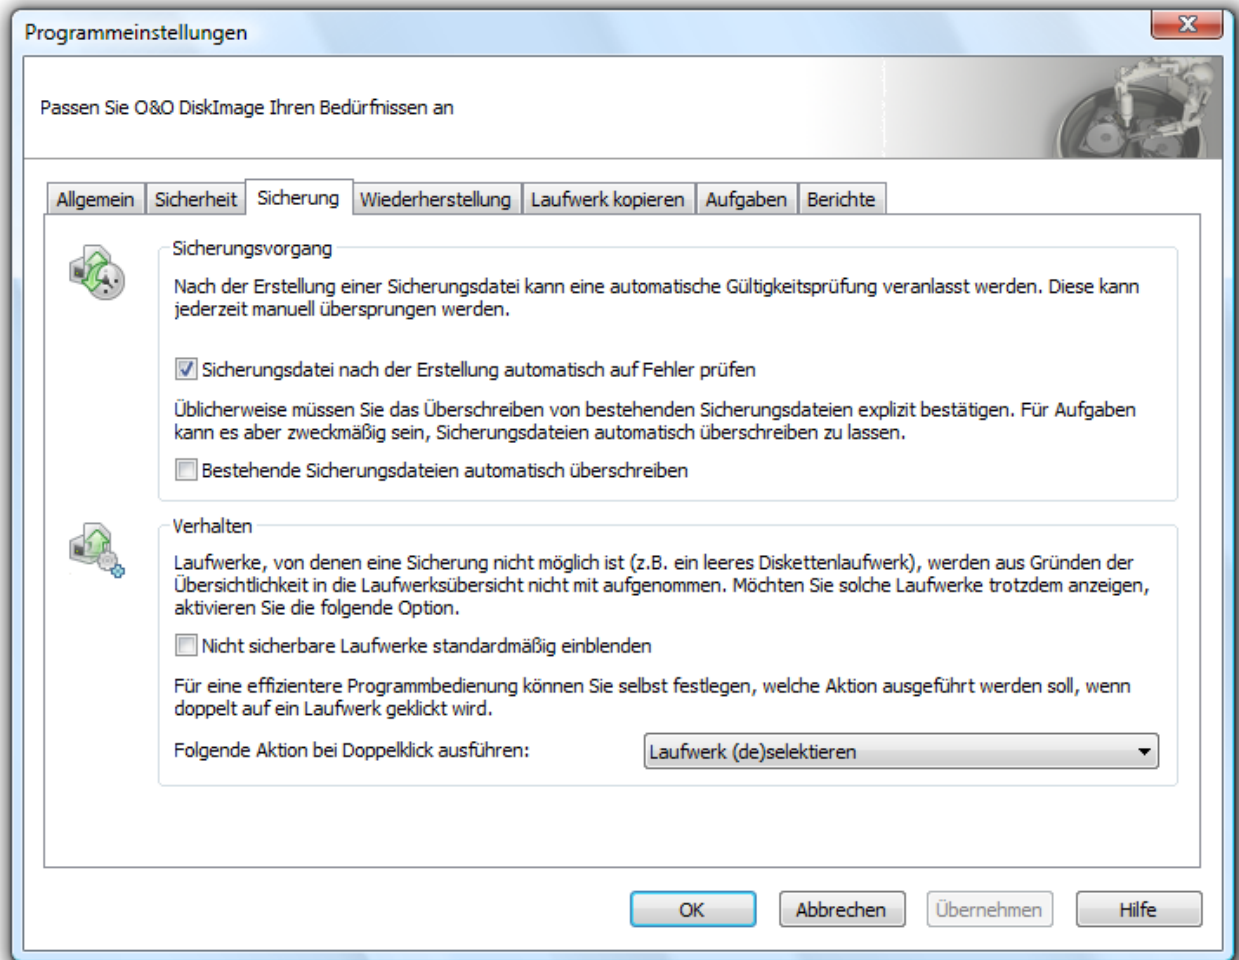 Programmeinstellungen
Passen Sie O&O DiskImage Ihren Bedürfnissen an
Allgemein Sicherheit Sicherung Wiederherstellung Laufwerk kopieren Aufgaben Berichte
Sicherungsvorgang
Nach der Erstellung einer Sicherungsdatei kann eine automatische Gültigkeitsprüfung veranlasst werden. Diese kann
jederzeit manuell übersprungen werden.
Sicherungsdatei nach der Erstellung automatisch auf Fehler prüfen
Üblicherweise müssen Sie das Überschreiben von bestehenden Sicherungsdateien explizit bestätigen. Für Aufgaben
kann es aber zweckmäßig sein, Sicherungsdateien automatisch überschreiben zu lassen.
Bestehende Sicherungsdateien automatisch überschreiben
Verhalten
Laufwerke, von denen eine Sicherung nicht möglich ist (z.B. ein leeres Diskettenlaufwerk), werden aus Gründen der
Übersichtlichkeit in die Laufwerksübersicht nicht mit aufgenommen. Möchten Sie solche Laufwerke trotzdem anzeigen,
aktivieren Sie die folgende Option.
Nicht sicherbare Laufwerke standardmäßig einblenden
Für eine effizientere Programmbedienung können Sie selbst festlegen, welche Aktion ausgeführt werden soll, wenn
doppelt auf ein Laufwerk geklickt wird.
Folgende Aktion bei Doppelklick ausführen: Laufwerk (de)selektieren
OK Abbrechen Übernehmen Hilfe